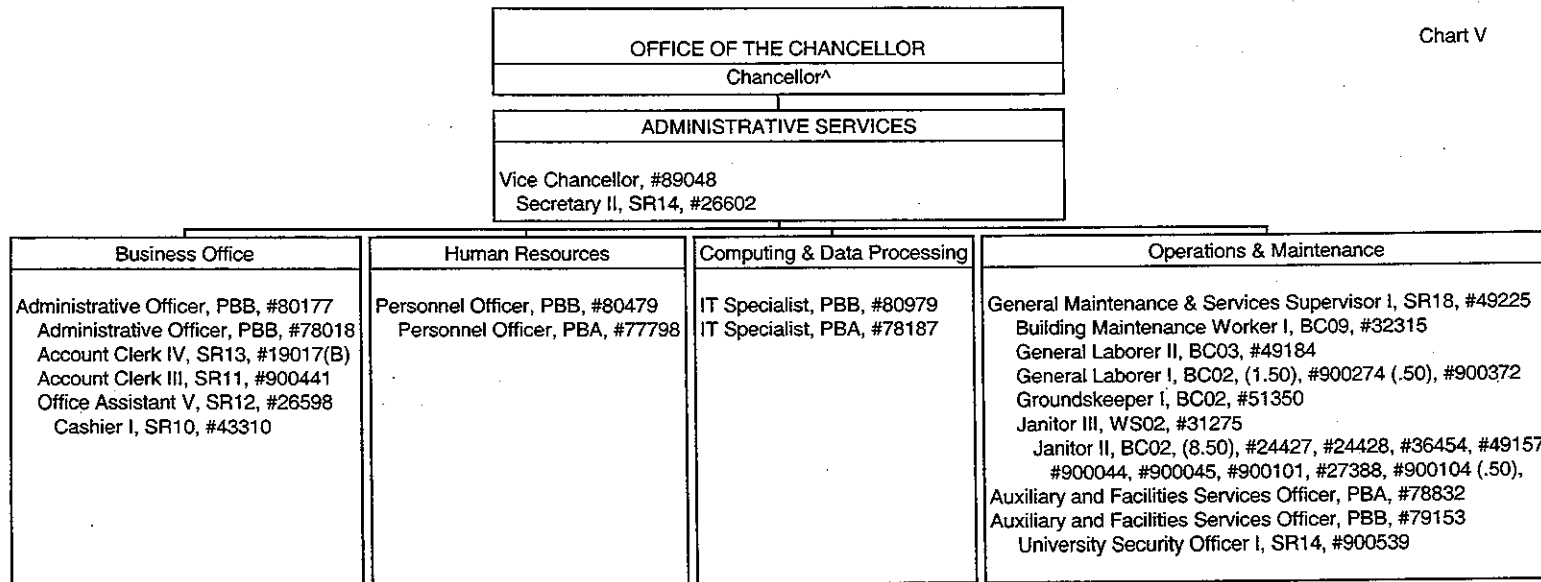 Chart V
OFFICE OF THE CHANCELLOR
Chancellor^
ADMINISTRATIVE SERVICES
Vice Chancellor, #89048
Secretary II, SR14, #26602
Business Office
Administrative Officer, PBB, #80177
Administrative Officer, PBB, #78018
Account Clerk IV, SR13, #19017(B)
Account Clerk III, SR11, #900441
Office Assistant V, SR12, #26598
Cashier I, SR10, #43310
Human Resources
Personnel Officer, PBB, #80479
Personnel Officer, PBA, #77798
Computing & Data Processing
IT Specialist, PBB, #80979
IT Specialist, PBA, #78187
Operations & Maintenance
General Maintenance & Services Supervisor I, SR18, #49225
Building Maintenance Worker I, BC09, #32315
General Laborer II, BC03, #49184
General Laborer I, BC02, (1.50), #900274 (.50), #900372
Groundskeeper I, BC02, #51350
Janitor III, WS02, #31275
Janitor II, BC02, (8.50), #24427, #24428, #36454, #49157
#900044, #900045, #900101, #27388, #900104 (.50),
Auxiliary and Facilities Services Officer, PBA, #78832
Auxiliary and Facilities Services Officer, PBB, #79153
University Security Officer I, SR14, #900539